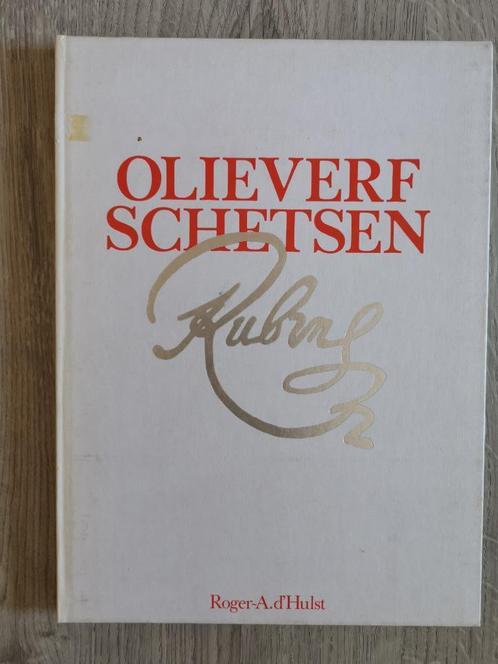 OLIEVERF
SCHETSEN
Rubens
Roger-A.d'Hulst